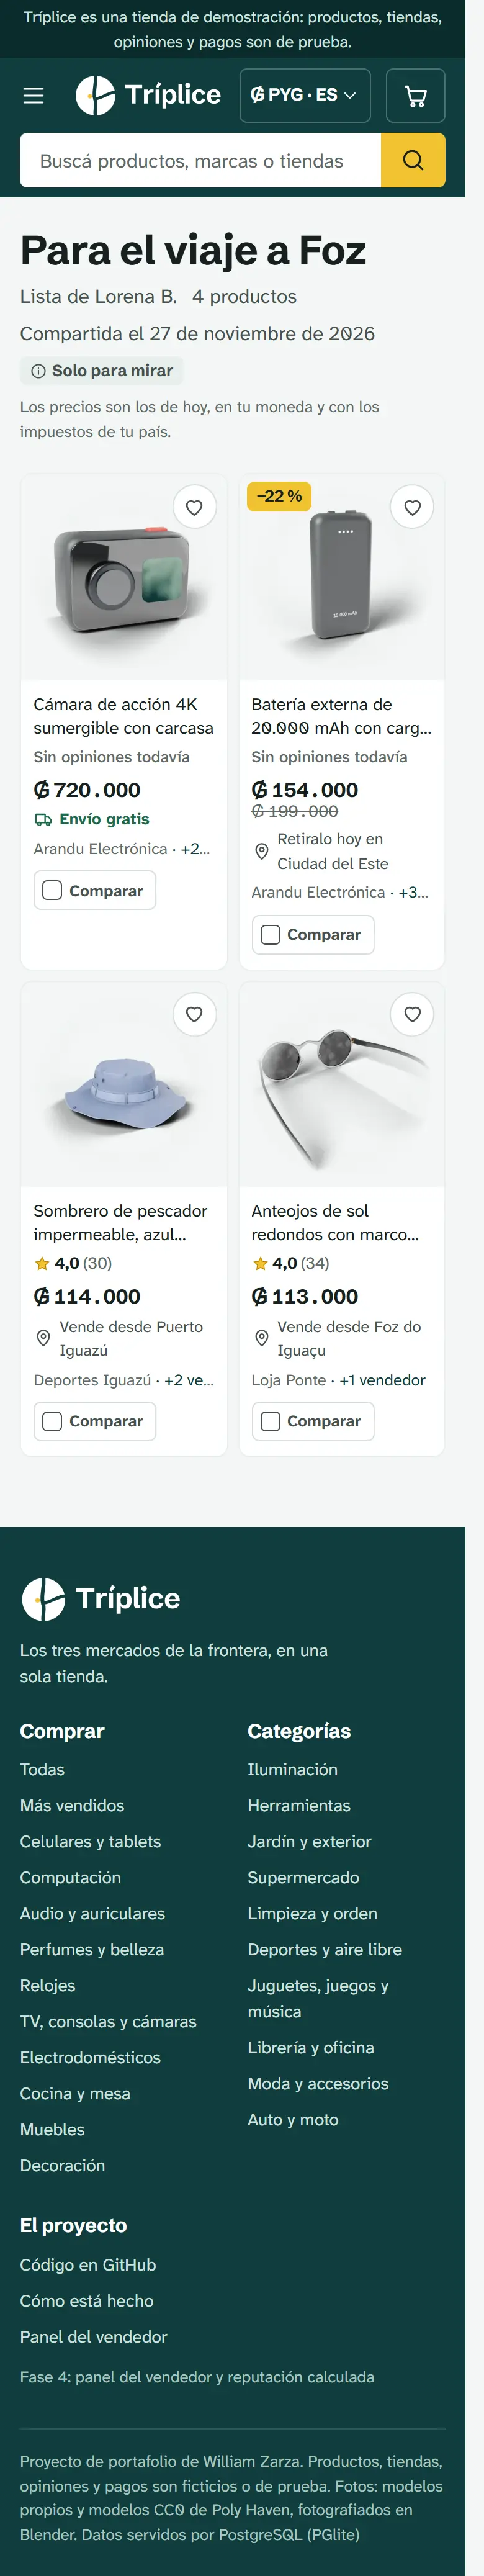 Tríplice es una tienda de demostración: productos, tiendas,
opiniones y pagos son de prueba.
Tríplice
₲ PYG · ES
Buscá productos, marcas o tiendas
Para el viaje a Foz
Lista de Lorena B. 4 productos
Compartida el 27 de noviembre de 2026
Solo para mirar
Los precios son los de hoy, en tu moneda y con los
impuestos de tu país.
Cámara de acción 4K
sumergible con carcasa
Sin opiniones todavía
₲ 720.000
Envío gratis
Arandu Electrónica · +2...
Comparar
−22 %
20 000 mAh
Batería externa de
20.000 mAh con carg...
Sin opiniones todavía
₲ 154.000
₲ 199.000
Retiralo hoy en
Ciudad del Este
Arandu Electrónica · +3...
Comparar
Sombrero de pescador
impermeable, azul...
4,0 (30)
₲ 114.000
Vende desde Puerto
Iguazú
Deportes Iguazú · +2 ve...
Comparar
Anteojos de sol
redondos con marco...
4,0 (34)
₲ 113.000
Vende desde Foz do
Iguaçu
Loja Ponte · +1 vendedor
Comparar
Tríplice
Los tres mercados de la frontera, en una
sola tienda.
Comprar
Todas
Más vendidos
Celulares y tablets
Computación
Audio y auriculares
Perfumes y belleza
Relojes
TV, consolas y cámaras
Electrodomésticos
Cocina y mesa
Muebles
Decoración
Categorías
Iluminación
Herramientas
Jardín y exterior
Supermercado
Limpieza y orden
Deportes y aire libre
Juguetes, juegos y
música
Librería y oficina
Moda y accesorios
Auto y moto
El proyecto
Código en GitHub
Cómo está hecho
Panel del vendedor
Fase 4: panel del vendedor y reputación calculada
Proyecto de portafolio de William Zarza. Productos, tiendas,
opiniones y pagos son ficticios o de prueba. Fotos: modelos
propios y modelos CC0 de Poly Haven, fotografiados en
Blender. Datos servidos por PostgreSQL (PGlite)